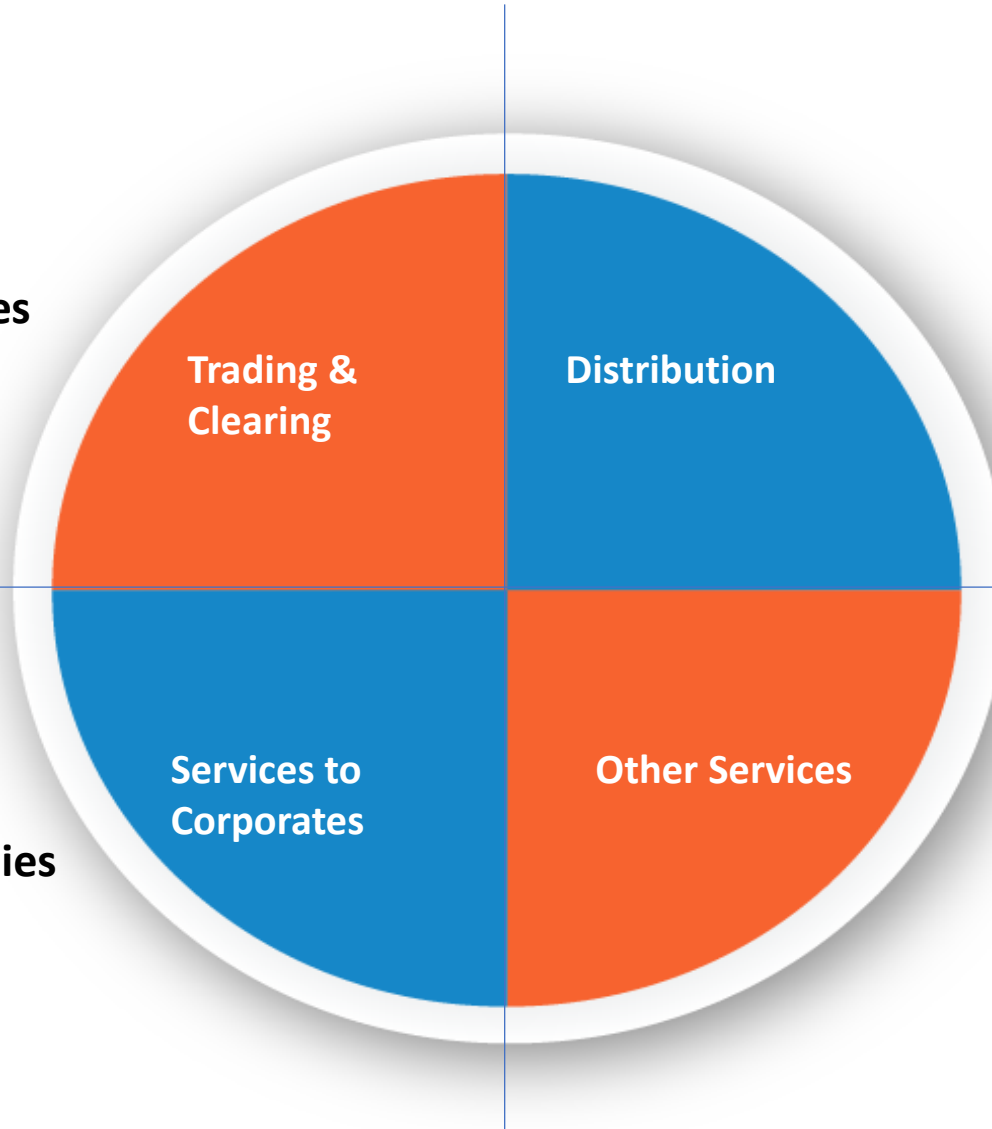 Trading &
Clearing
Distribution
Services to
Corporates
Other Services